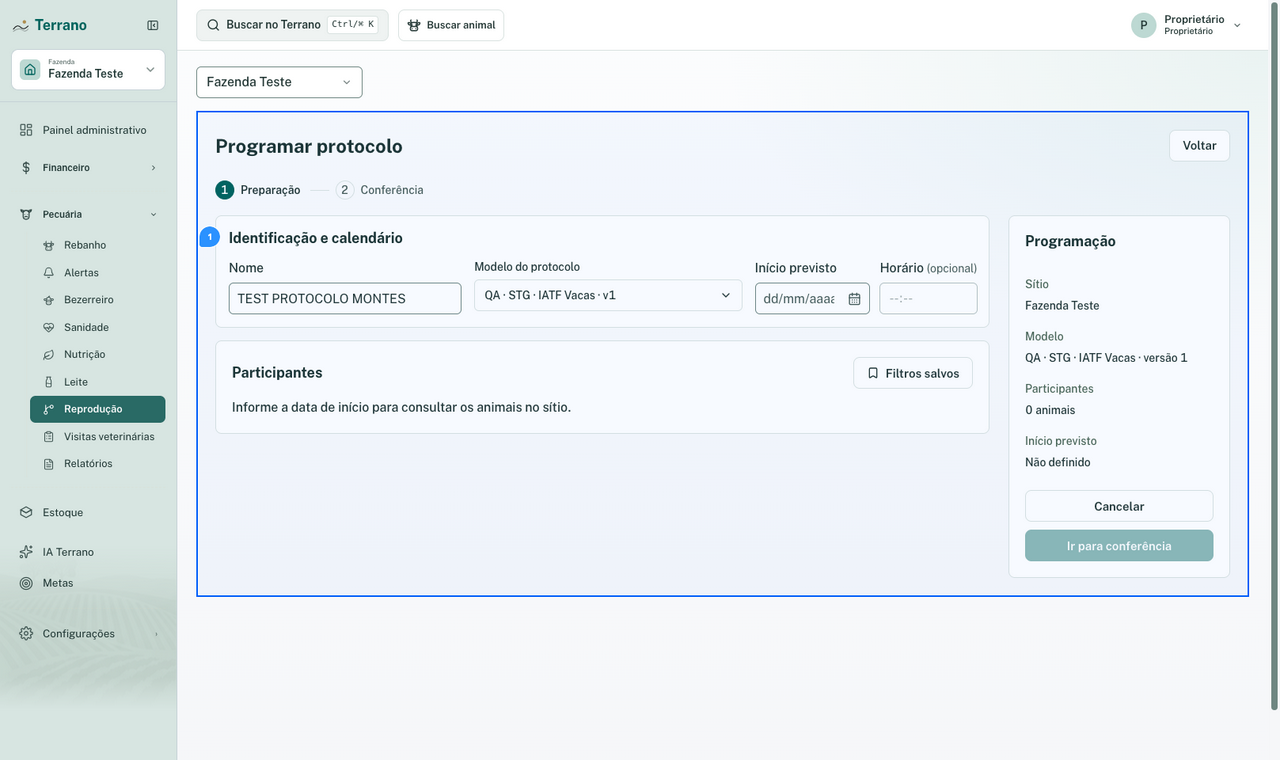 Terrano
Fazenda
Fazenda Teste
Painel administrativo
Financeiro
Pecuária
Rebanho
Alertas
Bezerreiro
Sanidade
Nutrição
Leite
Reprodução
Visitas veterinárias
Relatórios
Estoque
IA Terrano
Metas
Configurações
Buscar no Terrano Ctrl/⌘ K
Buscar animal
P
Proprietário
Proprietário
Fazenda Teste
Programar protocolo
Voltar
1 Preparação 2 Conferência
1
Identificação e calendário
Nome
TEST PROTOCOLO MONTES
Modelo do protocolo
QA · STG · IATF Vacas · v1
Início previsto
dd/mm/aaaa
Horário (opcional)
--:--
Participantes
Filtros salvos
Informe a data de início para consultar os animais no sítio.
Programação
Sítio
Fazenda Teste
Modelo
QA · STG · IATF Vacas · versão 1
Participantes
0 animais
Início previsto
Não definido
Cancelar
Ir para conferência